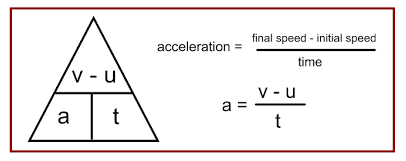 v - u
a
t
acceleration = final speed - initial speed
time
a = v - u
t